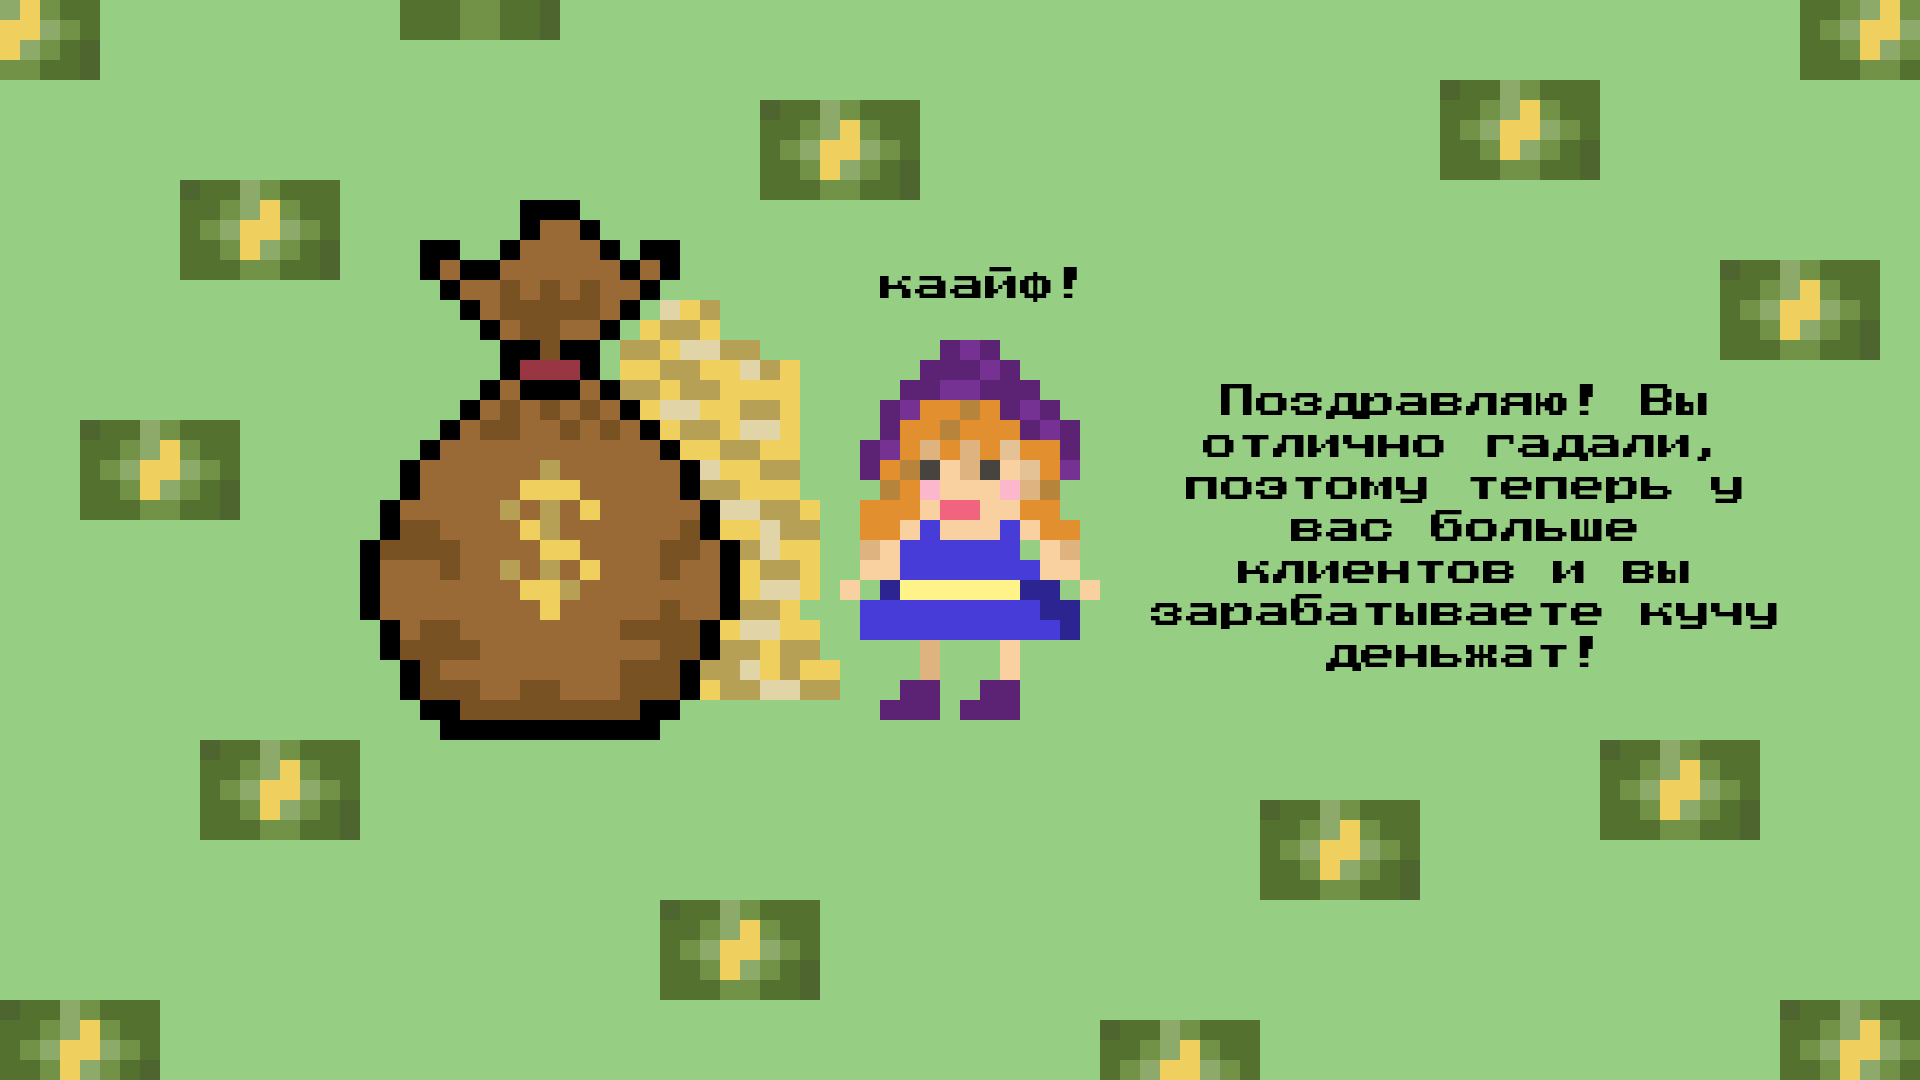 каайф!
Поздравляю! Вы
отлично гадали,
поэтому теперь у
вас больше
клиентов и вы
зарабатываете кучу
деньжат!